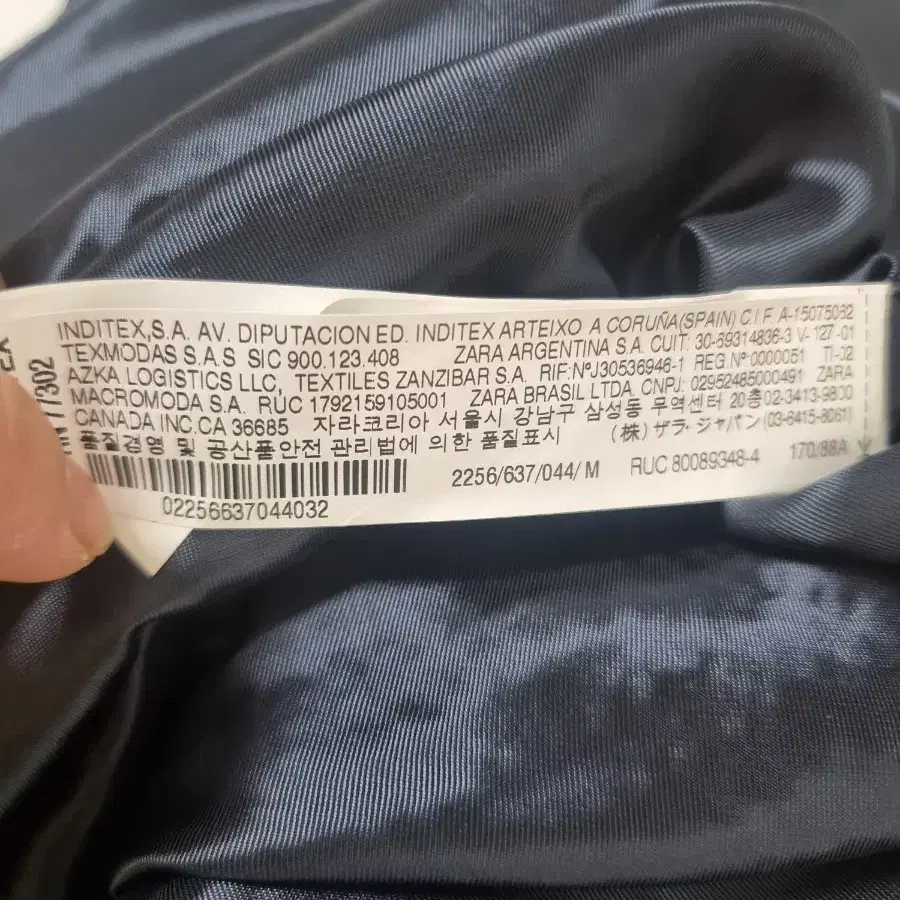 INDITEX,S.A. AV. DIPUTACION ED. INDITEX ARTEIXO A CORUÑA(SPAIN) C.I.F. A-15075032
TEXMODAS S.A.S SIC 900.123.408 ZARA ARGENTINA S.A. CUIT: 30-69314836-3 V-127-01
AZKA LOGISTICS LLC, TEXTILES ZANZIBAR S.A. RIF:NºJ30536946-1 REG.Nº 0000051 TI-02
MACROMODA S.A. RUC 1792159105001 ZARA BRASIL LTDA. CNPJ: 02952485000491 ZARA
CANADA INC.CA 36685 자라코리아 서울시 강남구 삼성동 무역센터 20층02-3413-9800
품질경영 및 공산품안전 관리법에 의한 품질표시 (株) ザラ・ジャパン (03-6415-8061)
2256/637/044/ M RUC 80089348-4 170/88A
02256637044032
77302